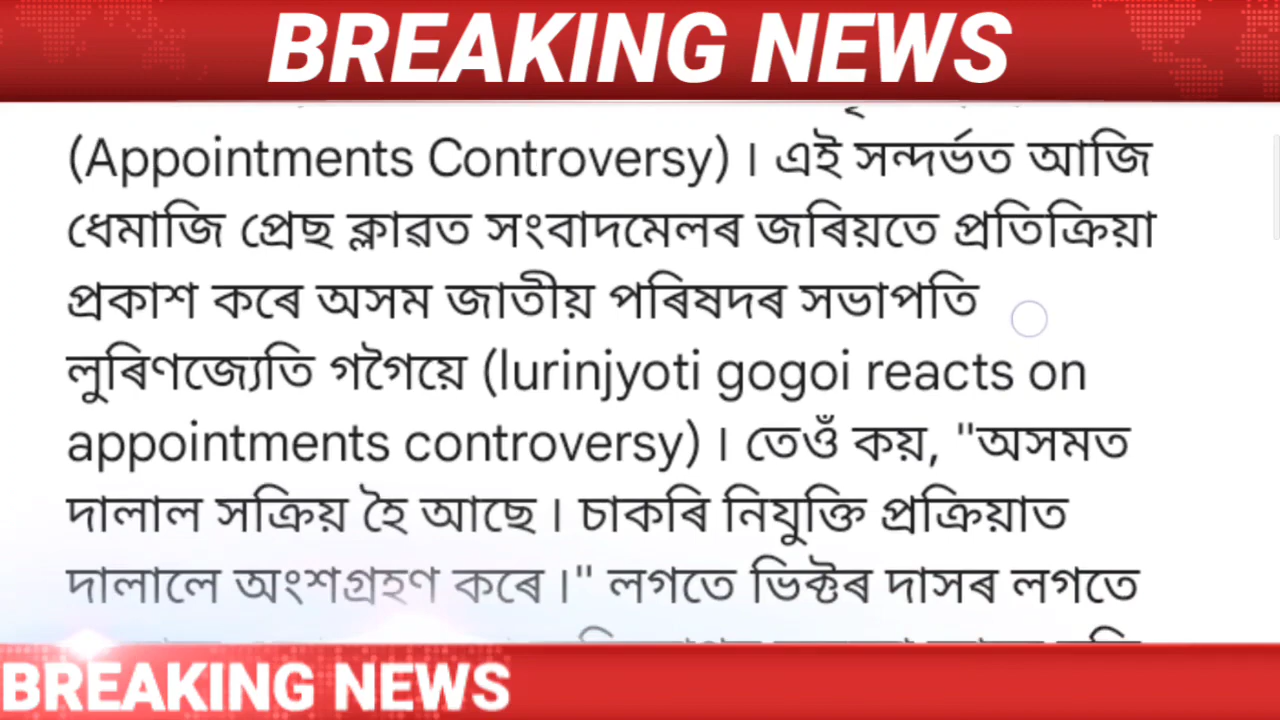 BREAKING NEWS
(Appointments Controversy) । এই সন্দৰ্ভত আজি
ধেমাজি প্ৰেছ ক্লাৱত সংবাদমেলৰ জৰিয়তে প্ৰতিক্ৰিয়া
প্ৰকাশ কৰে অসম জাতীয় পৰিষদৰ সভাপতি
লুৰিণজ্যেতি গগৈয়ে (lurinjyoti gogoi reacts on
appointments controversy) । তেওঁ কয়, "অসমত
দালাল সক্ৰিয় হৈ আছে । চাকৰি নিযুক্তি প্ৰক্ৰিয়াত
দালালে অংশগ্ৰহণ কৰে ।" লগতে ভিক্টৰ দাসৰ লগতে
BREAKING NEWS